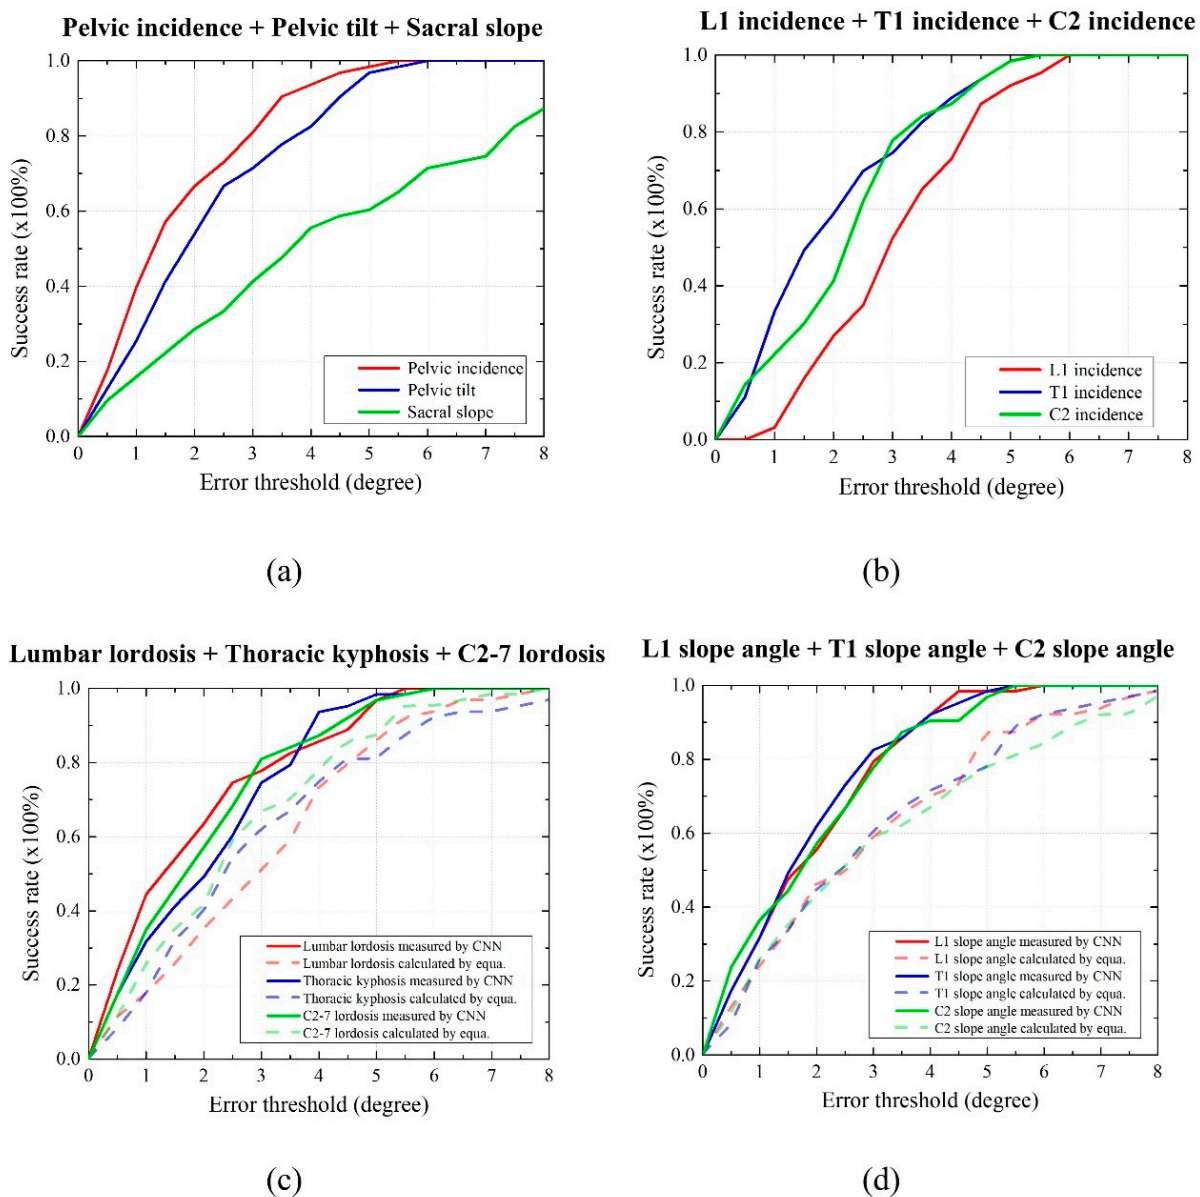 Pelvic incidence + Pelvic tilt + Sacral slope
1.0
0.8
0.6
0.4
0.2
0.0
Success rate (x100%)
Pelvic incidence
Pelvic tilt
Sacral slope
0 1 2 3 4 5 6 7 8
Error threshold (degree)
(a)
L1 incidence + T1 incidence + C2 incidence
1.0
0.8
0.6
0.4
0.2
0.0
Success rate (x100%)
L1 incidence
T1 incidence
C2 incidence
0 1 2 3 4 5 6 7 8
Error threshold (degree)
(b)
Lumbar lordosis + Thoracic kyphosis + C2-7 lordosis
1.0
0.8
0.6
0.4
0.2
0.0
Success rate (x100%)
Lumbar lordosis measured by CNN
Lumbar lordosis calculated by equa.
Thoracic kyphosis measured by CNN
Thoracic kyphosis calculated by equa.
C2-7 lordosis measured by CNN
C2-7 lordosis calculated by equa.
0 1 2 3 4 5 6 7 8
Error threshold (degree)
(c)
L1 slope angle + T1 slope angle + C2 slope angle
1.0
0.8
0.6
0.4
0.2
0.0
Success rate (x100%)
L1 slope angle measured by CNN
L1 slope angle calculated by equa.
T1 slope angle measured by CNN
T1 slope angle calculated by equa.
C2 slope angle measured by CNN
C2 slope angle calculated by equa.
0 1 2 3 4 5 6 7 8
Error threshold (degree)
(d)